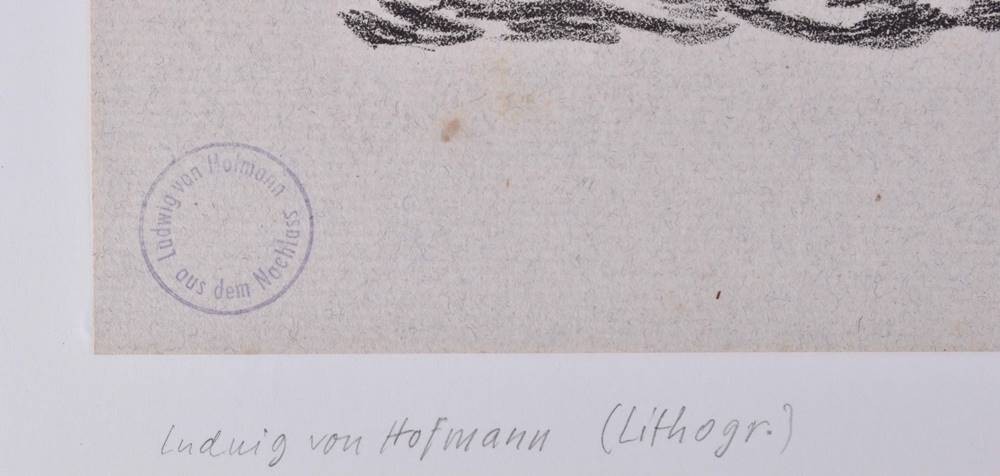 Ludwig von Hofmann
aus dem Nachlass
Ludwig von Hofmann (Lithogr.)